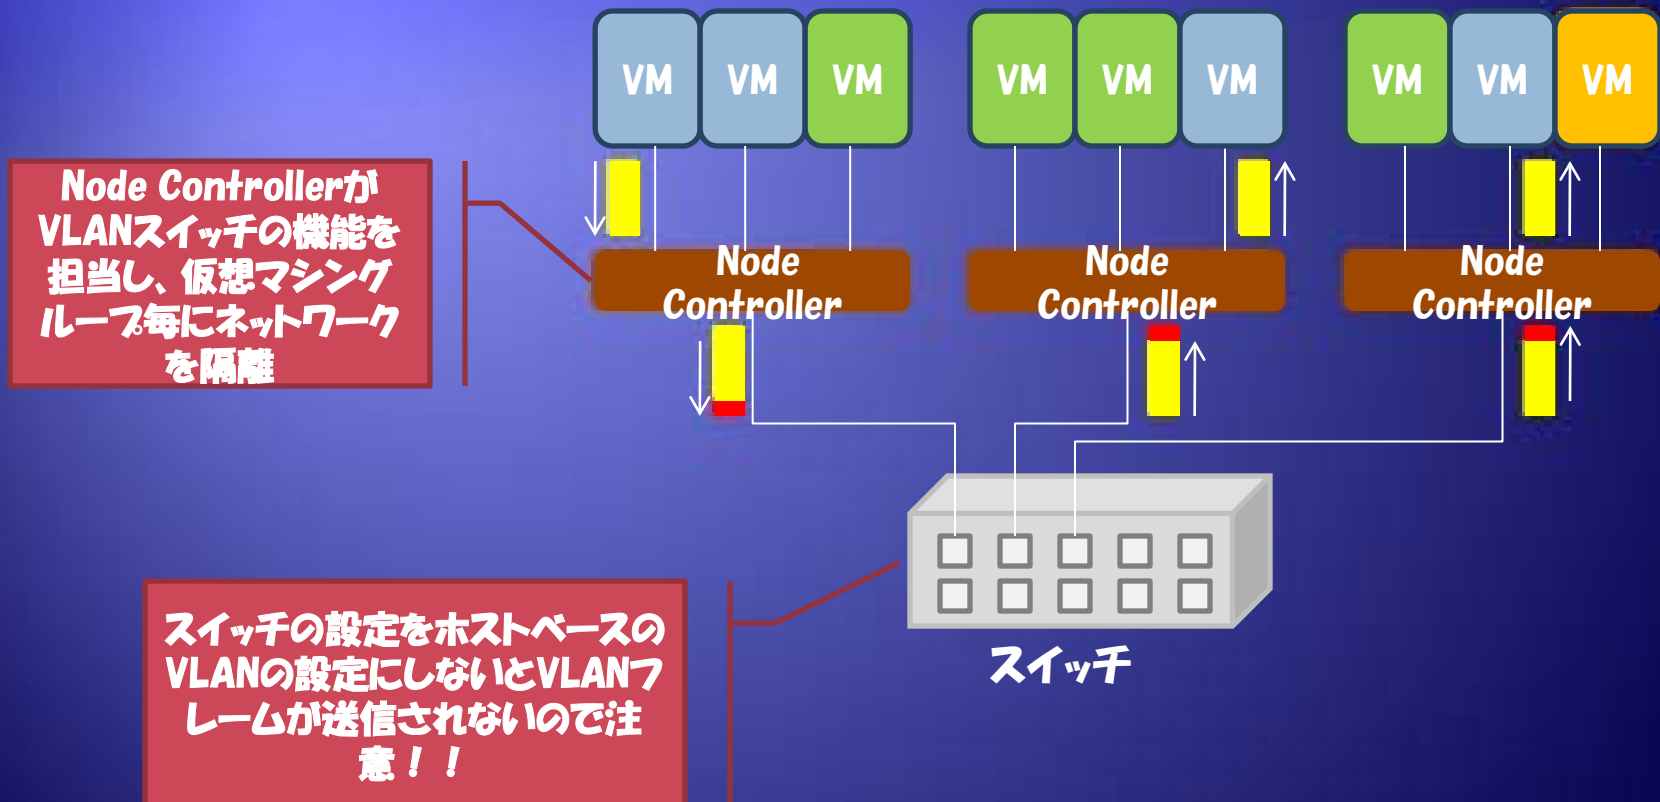 VM VM VM VM VM VM VM VM VM
Node Controllerが
VLANスイッチの機能を
担当し、仮想マシング
ループ毎にネットワーク
を隔離
Node
Controller
Node
Controller
Node
Controller
スイッチ
スイッチの設定をホストベースの
VLANの設定にしないとVLANフ
レームが送信されないので注
意！！